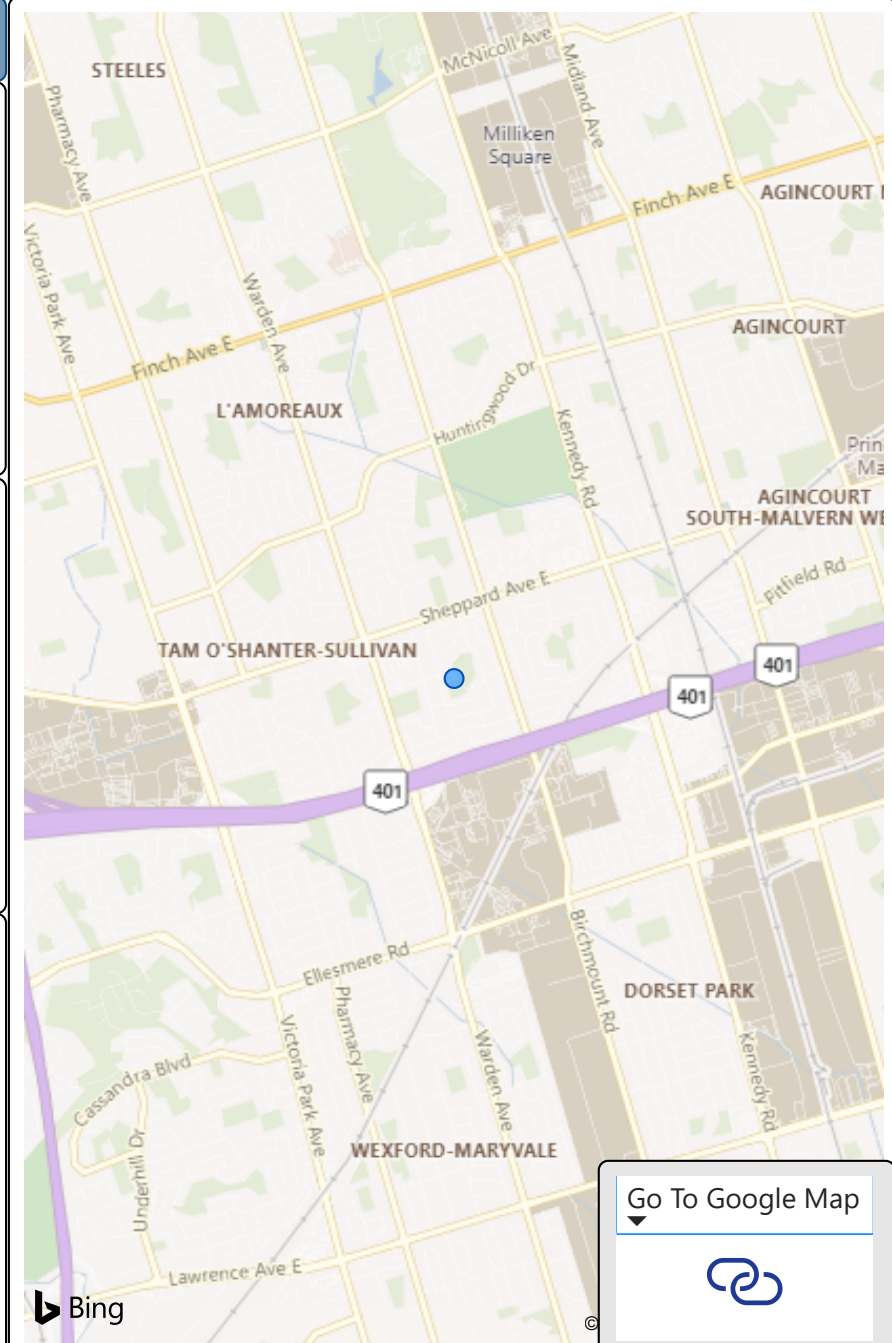 McNicoll Ave
STEELES
Midland Ave
Pharmacy Ave
Milliken
Square
Finch Ave E
AGINCOURT
Victoria Park Ave
Warden Ave
AGINCOURT
Finch Ave E
Huntingwood Dr
L'AMOREAUX
Kennedy Rd
Prin
Ma
AGINCOURT
SOUTH-MALVERN WE
Pitfield Rd
Sheppard Ave E
TAM O'SHANTER-SULLIVAN
401
401
401
Ellesmere Rd
Birchmount Rd
DORSET PARK
Pharmacy Ave
Victoria Park Ave
Warden Ave
Kennedy Rd
Cassandra Blvd
Underhill Dr
WEXFORD-MARYVALE
Go To Google Map
Lawrence Ave E
Bing
©